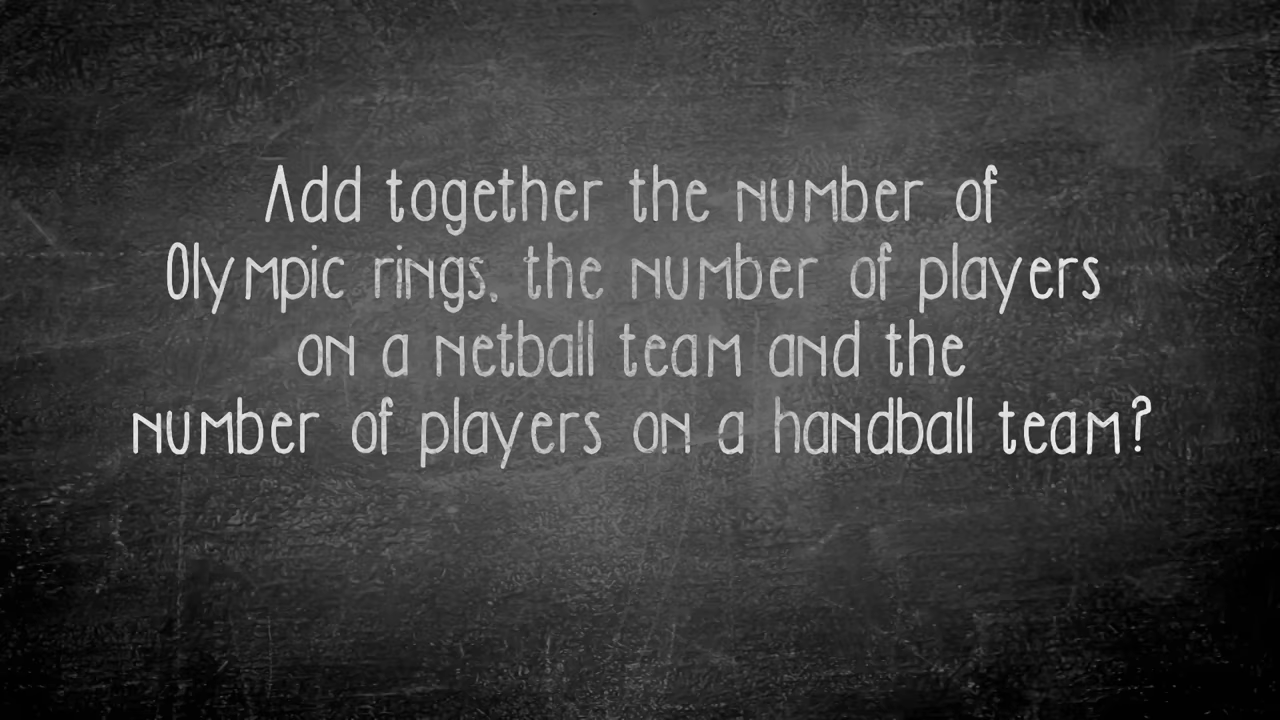 Add together the number of
Olympic rings, the number of players
on a netball team and the
number of players on a handball team?